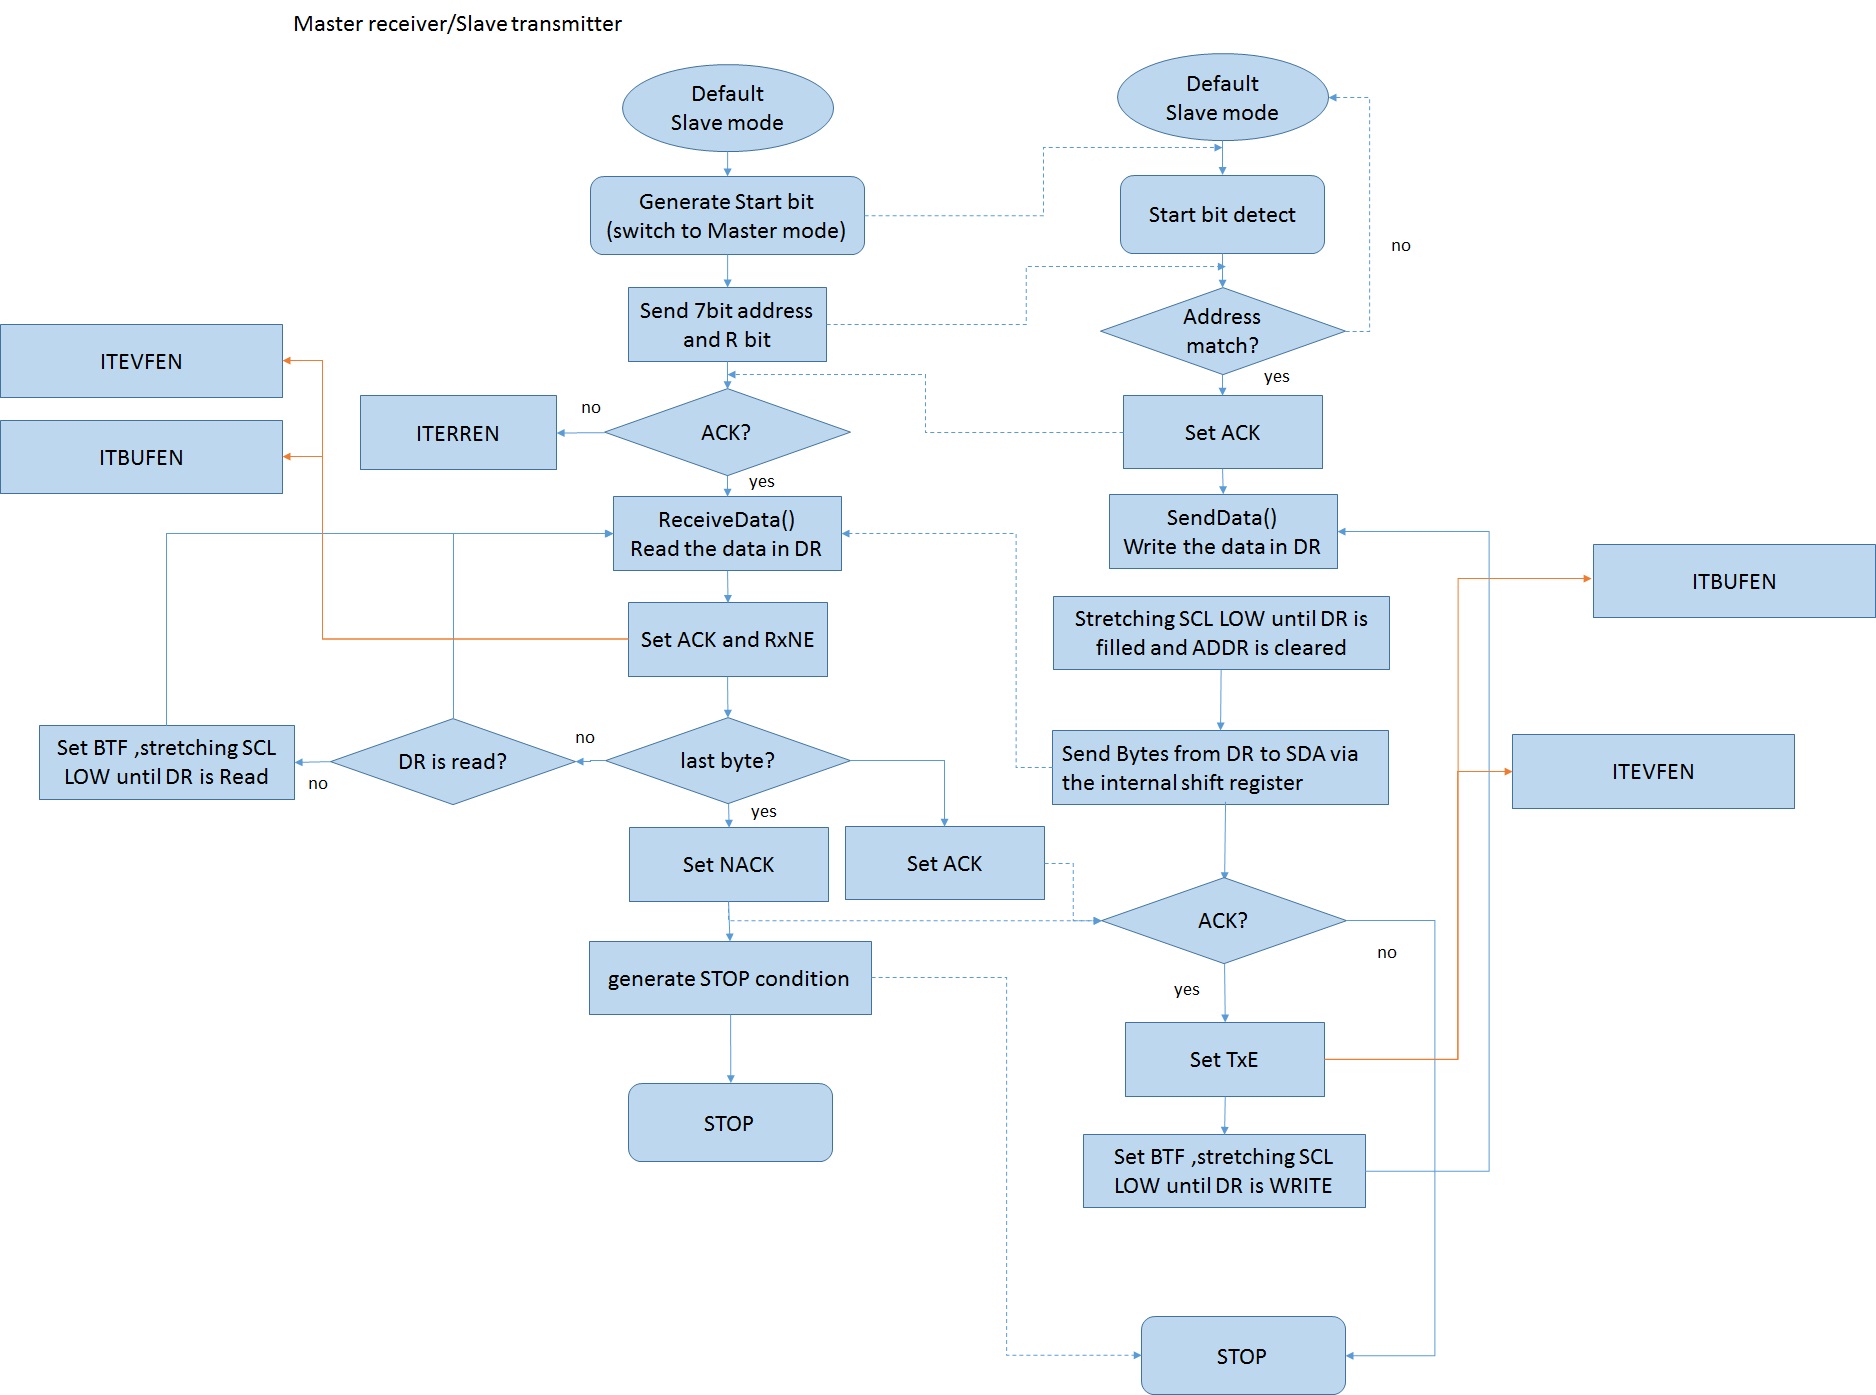 Master receiver/Slave transmitter
Default
Slave mode
Default
Slave mode
Generate Start bit
(switch to Master mode)
Start bit detect
no
Send 7bit address
and R bit
Address
match?
yes
ITEVFEN
ITBUFEN
ITERREN
no
ACK?
yes
Set ACK
ReceiveData()
Read the data in DR
SendData()
Write the data in DR
ITBUFEN
Set ACK and RxNE
Stretching SCL LOW until DR is
filled and ADDR is cleared
Set BTF ,stretching SCL
LOW until DR is Read
no
DR is read?
no
last byte?
yes
Send Bytes from DR to SDA via
the internal shift register
ITEVFEN
Set NACK
Set ACK
ACK?
no
yes
generate STOP condition
Set TxE
STOP
Set BTF ,stretching SCL
LOW until DR is WRITE
STOP